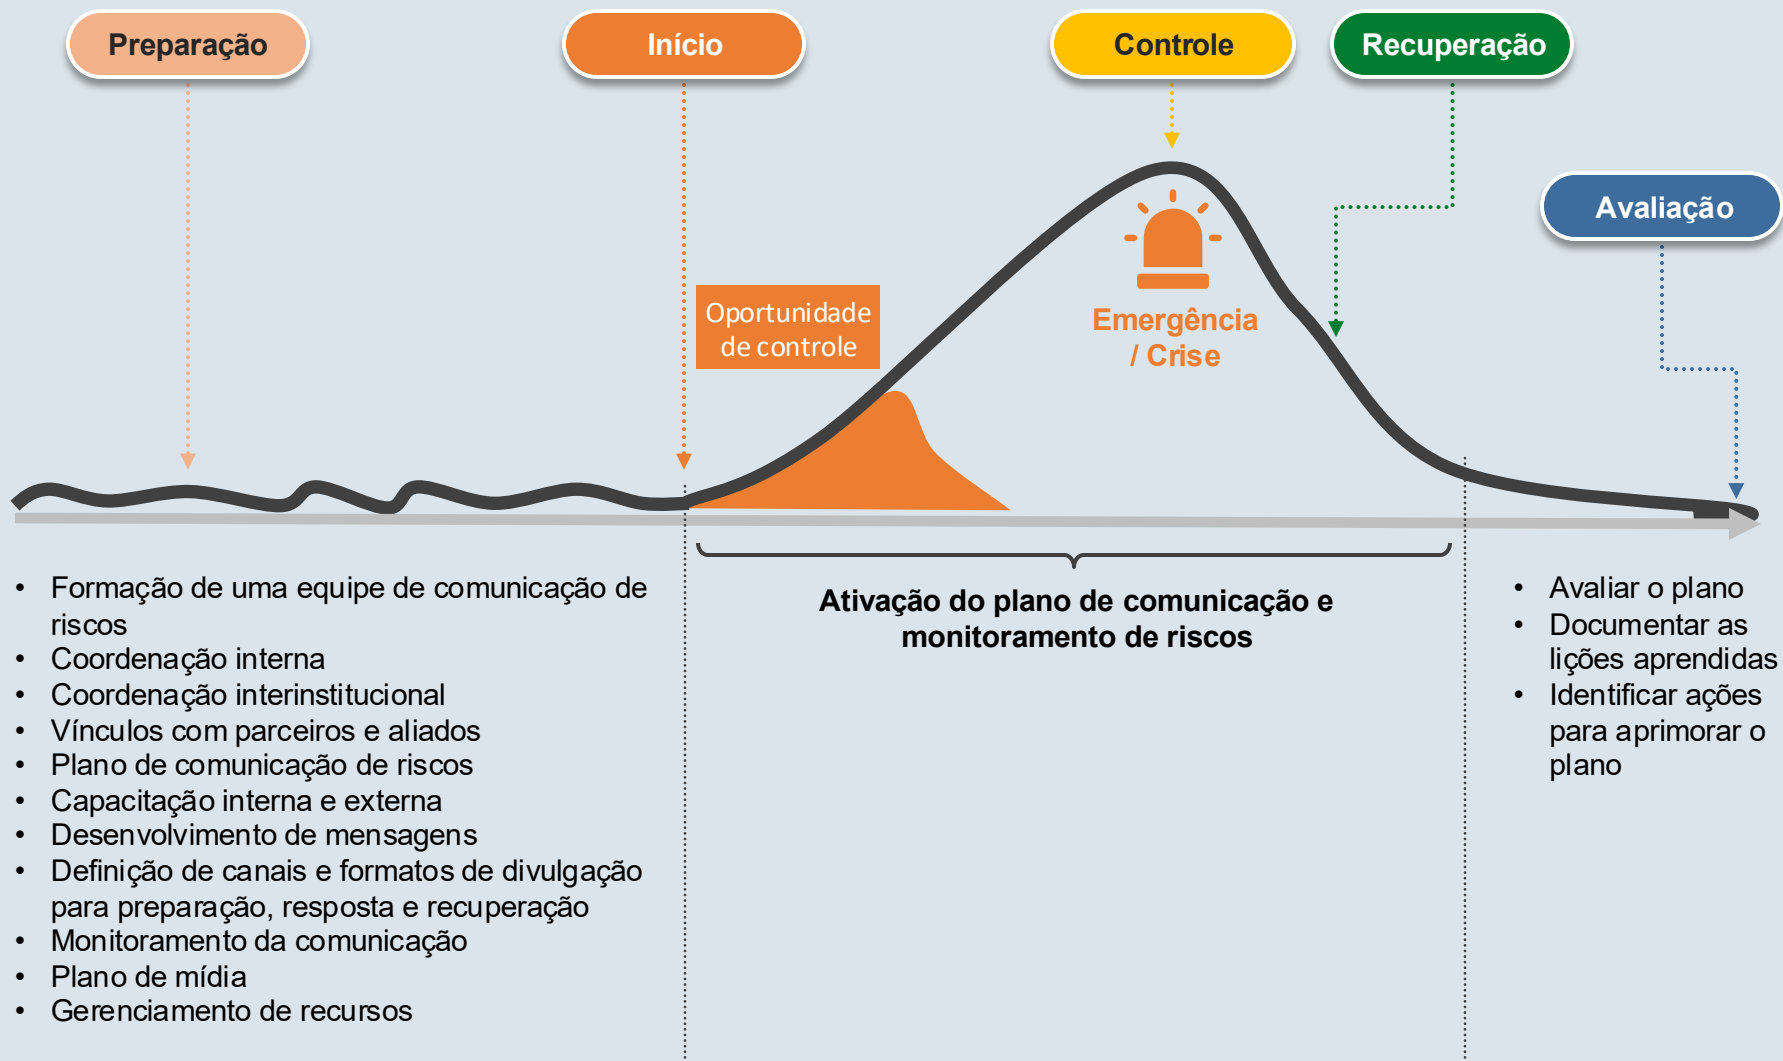 Preparação
Início
Controle
Recuperação
Avaliação
Oportunidade
de controle
Emergência
/ Crise
• Formação de uma equipe de comunicação de
riscos
• Coordenação interna
• Coordenação interinstitucional
• Vínculos com parceiros e aliados
• Plano de comunicação de riscos
• Capacitação interna e externa
• Desenvolvimento de mensagens
• Definição de canais e formatos de divulgação
para preparação, resposta e recuperação
• Monitoramento da comunicação
• Plano de mídia
• Gerenciamento de recursos
Ativação do plano de comunicação e
monitoramento de riscos
• Avaliar o plano
• Documentar as
lições aprendidas
• Identificar ações
para aprimorar o
plano